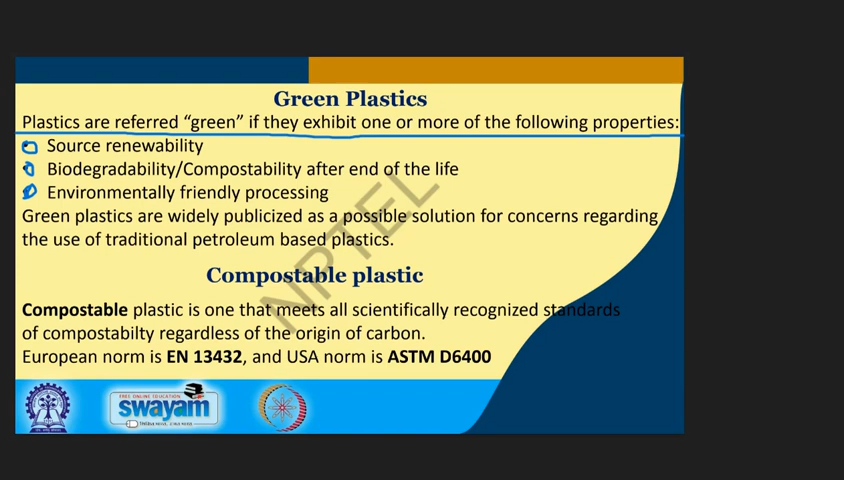 Green Plastics
Plastics are referred “green” if they exhibit one or more of the following properties:
Source renewability
Biodegradability/Compostability after end of the life
Environmentally friendly processing
Green plastics are widely publicized as a possible solution for concerns regarding
the use of traditional petroleum based plastics.
NPTEL
Compostable plastic
Compostable plastic is one that meets all scientifically recognized standards
of compostabilty regardless of the origin of carbon.
European norm is EN 13432, and USA norm is ASTM D6400
FREE ONLINE EDUCATION
swayam